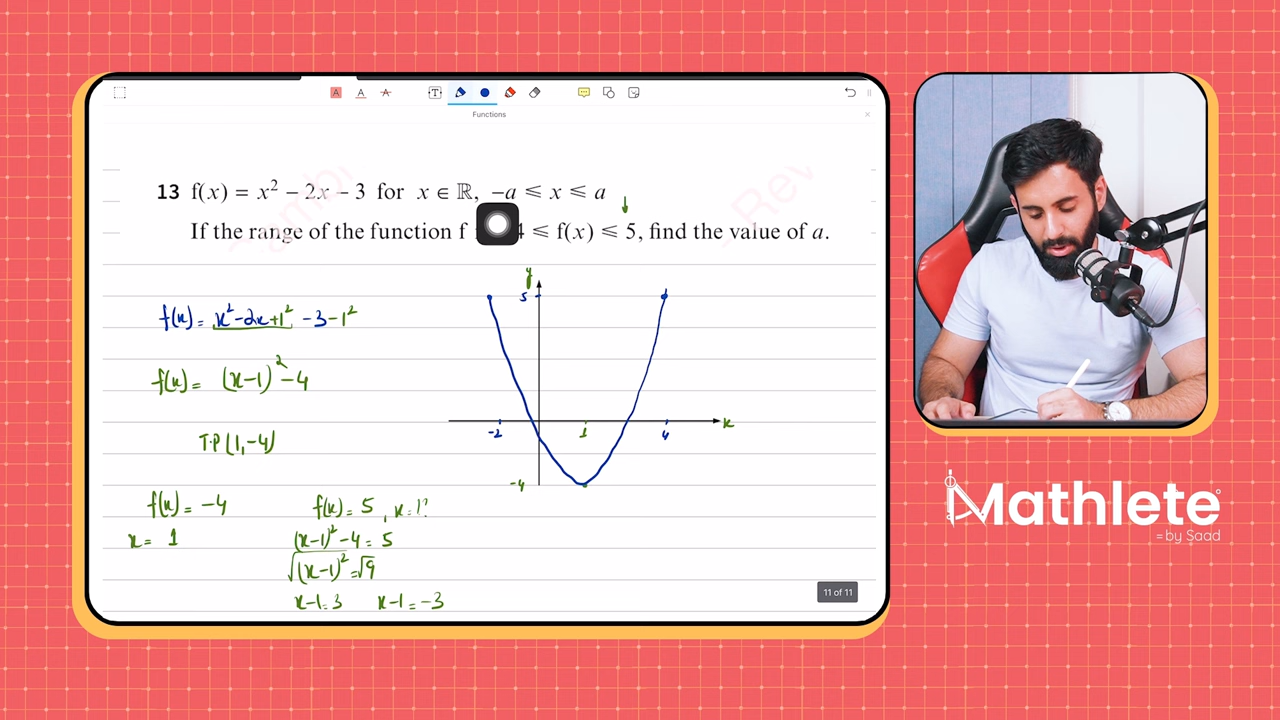 Functions
13 f(x) = x² − 2x − 3 for x ∈ ℝ, −a ⩽ x ⩽ a
If the range of the function f 4 ⩽ f(x) ⩽ 5, find the value of a.
f(x) = x²-2x+1² -3-1²
f(x) = (x-1)² -4
T.P (1,-4)
f(x) = -4
x = 1
f(x) = 5 , x = 1?
(x-1)² -4 = 5
√(x-1)² = √9
x-1=3 x-1=-3
y
5
-2 1 4 x
-4
11 of 11
Mathlete
= by Saad